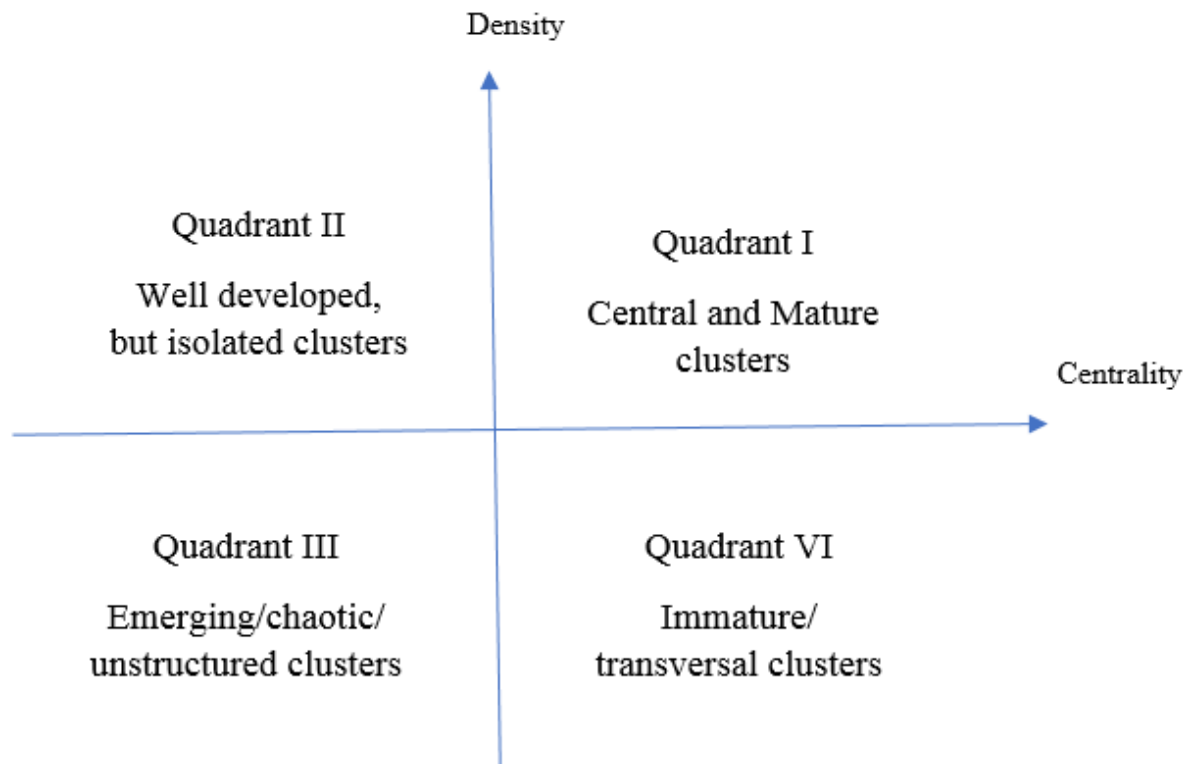 Density
Quadrant II
Well developed,
but isolated clusters
Quadrant I
Central and Mature
clusters
Centrality
Quadrant III
Emerging/chaotic/
unstructured clusters
Quadrant VI
Immature/
transversal clusters